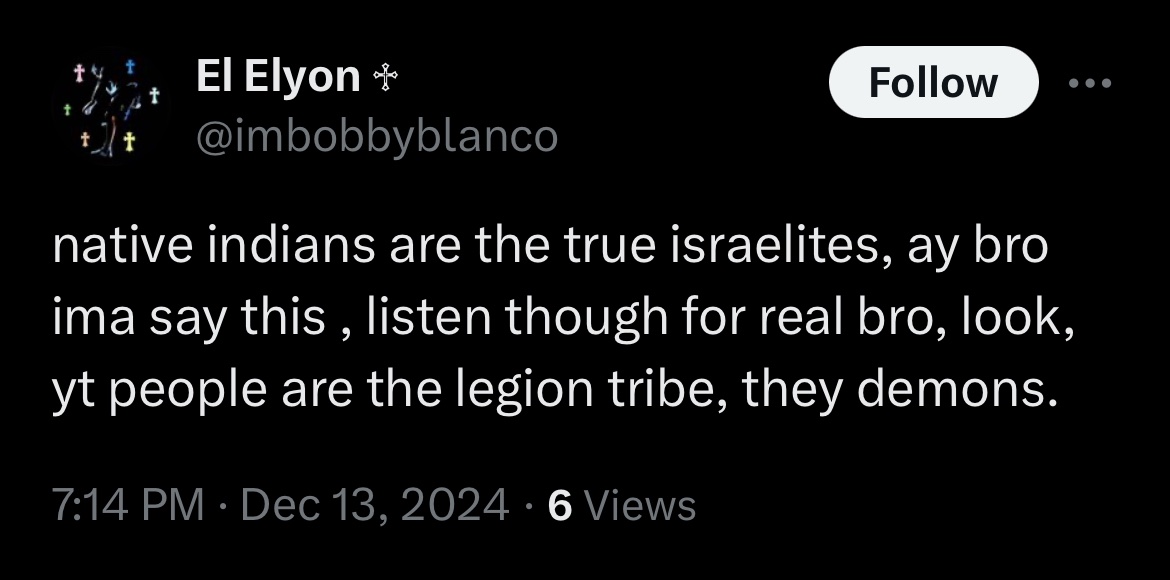 El Elyon ♱
Follow
@imbobbyblanco
native indians are the true israelites, ay bro
ima say this , listen though for real bro, look,
yt people are the legion tribe, they demons.
7:14 PM · Dec 13, 2024 · 6 Views